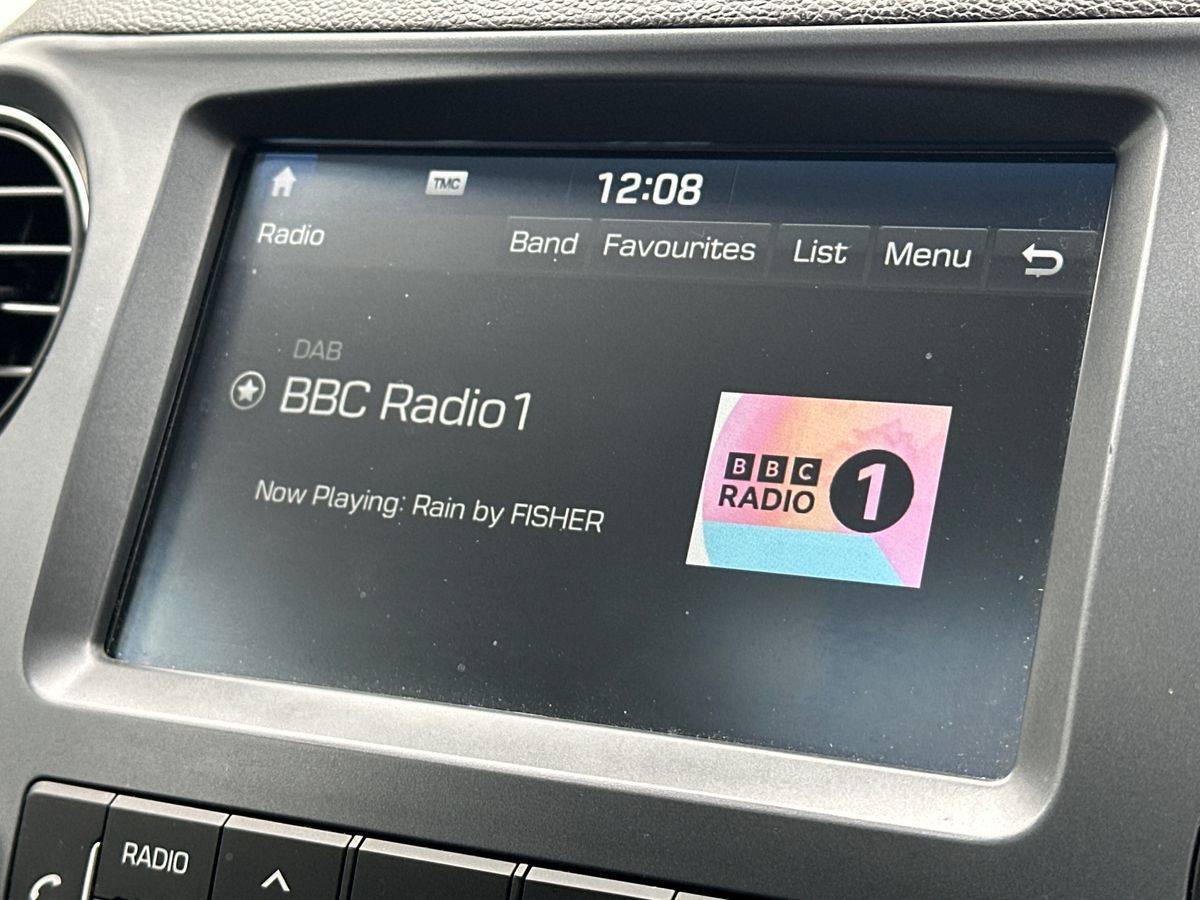 TMC
12:08
Radio
Band Favourites List Menu
DAB
BBC Radio1
Now Playing: Rain by FISHER
BBC
RADIO 1
RADIO